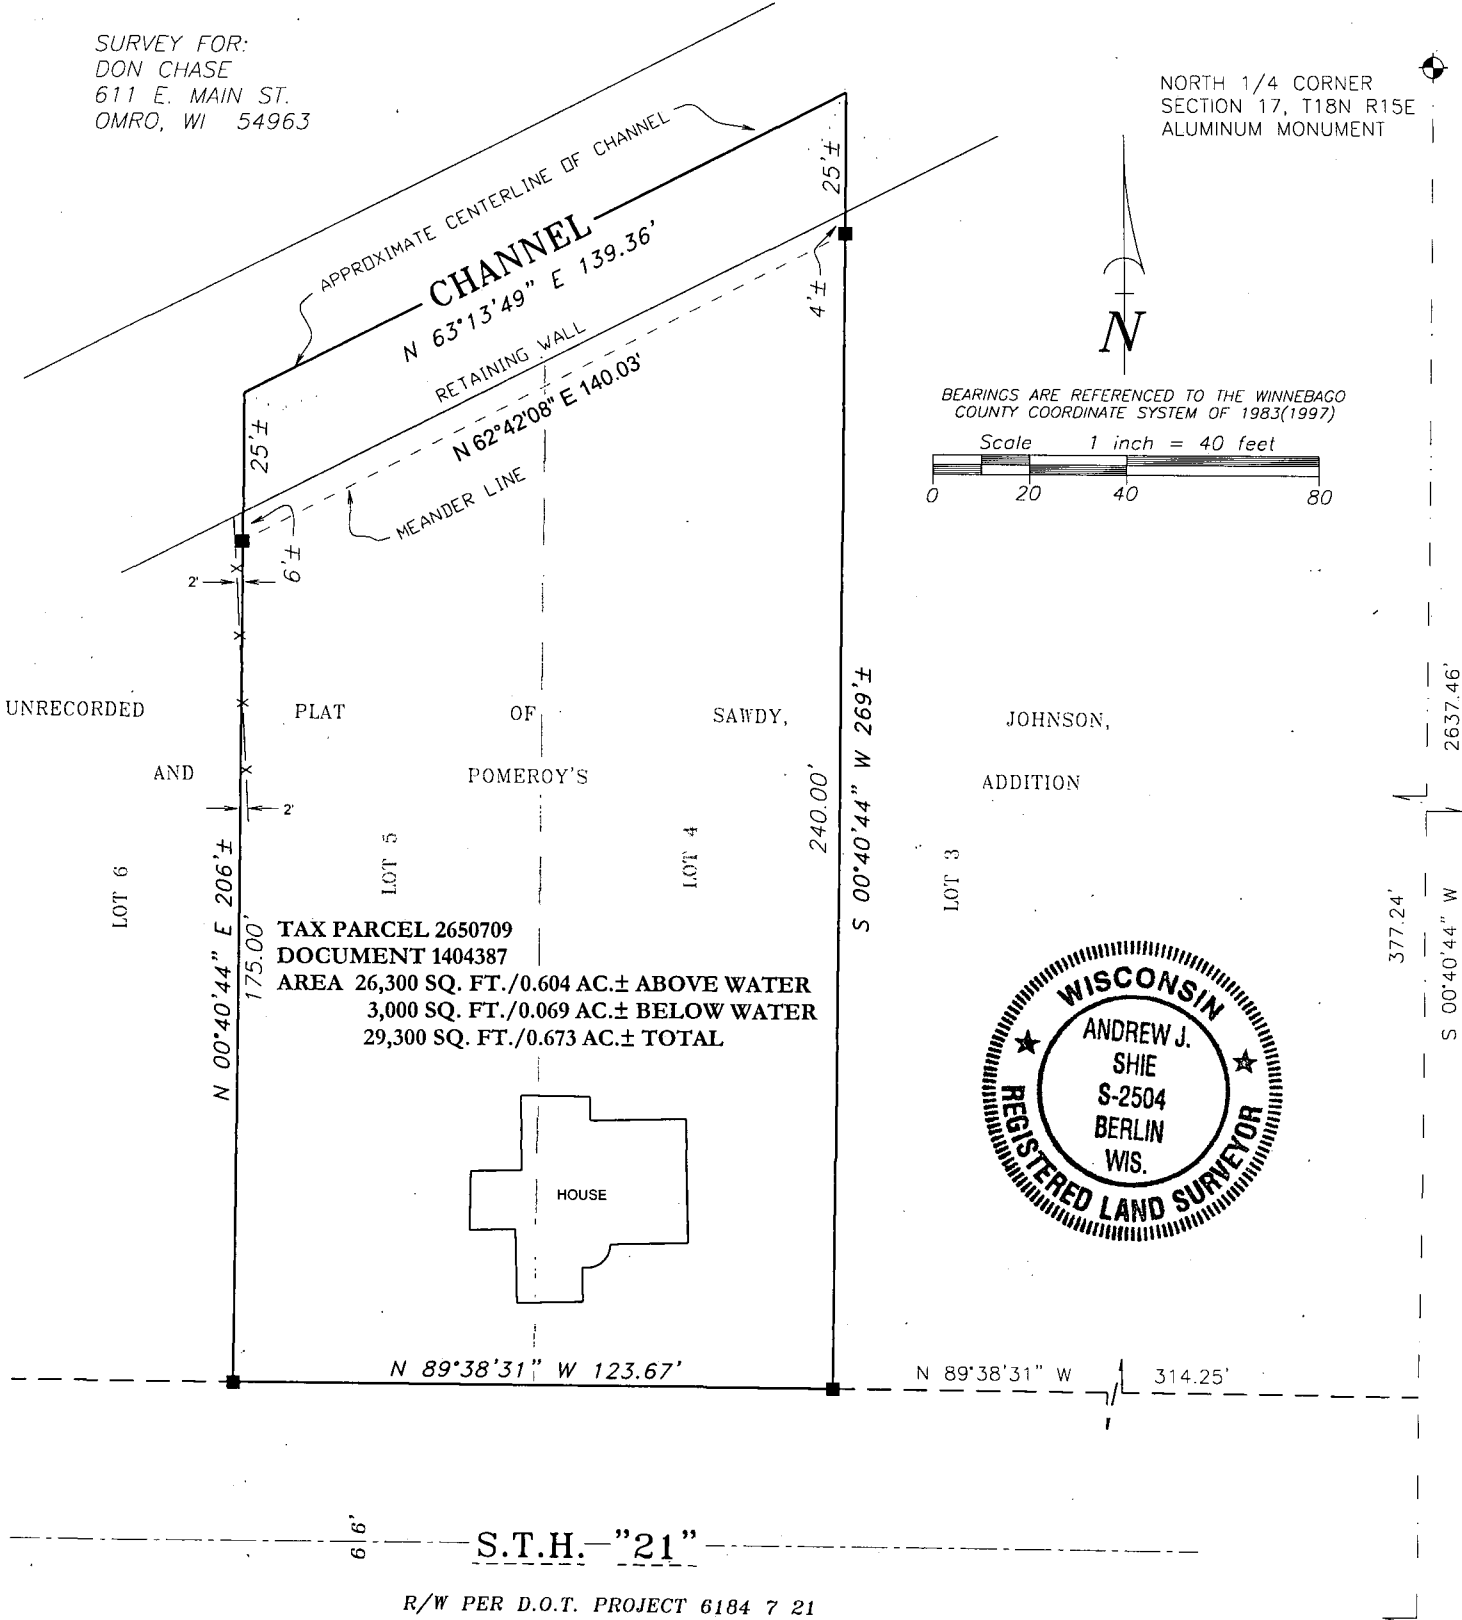 SURVEY FOR:
DON CHASE
611 E. MAIN ST.
OMRO, WI 54963
NORTH 1/4 CORNER
SECTION 17, T18N R15E
ALUMINUM MONUMENT
APPROXIMATE CENTERLINE OF CHANNEL
CHANNEL
N 63°13'49" E 139.36'
RETAINING WALL
N 62°42'08" E 140.03'
MEANDER LINE
25'±
4'±
25'±
6'±
2'
2'
N
BEARINGS ARE REFERENCED TO THE WINNEBAGO
COUNTY COORDINATE SYSTEM OF 1983(1997)
Scale 1 inch = 40 feet
0 20 40 80
UNRECORDED PLAT OF SAWDY, JOHNSON,
AND POMEROY'S ADDITION
LOT 6
LOT 5
LOT 4
LOT 3
N 00°40'44" E 206'±
175.00'
240.00'
S 00°40'44" W 269'±
2637.46'
377.24'
S 00°40'44" W
TAX PARCEL 2650709
DOCUMENT 1404387
AREA 26,300 SQ. FT./0.604 AC.± ABOVE WATER
3,000 SQ. FT./0.069 AC.± BELOW WATER
29,300 SQ. FT./0.673 AC.± TOTAL
HOUSE
WISCONSIN
ANDREW J.
SHIE
S-2504
BERLIN
WIS.
REGISTERED LAND SURVEYOR
N 89°38'31" W 123.67'
N 89°38'31" W 314.25'
66'
S.T.H. "21"
R/W PER D.O.T. PROJECT 6184 7 21